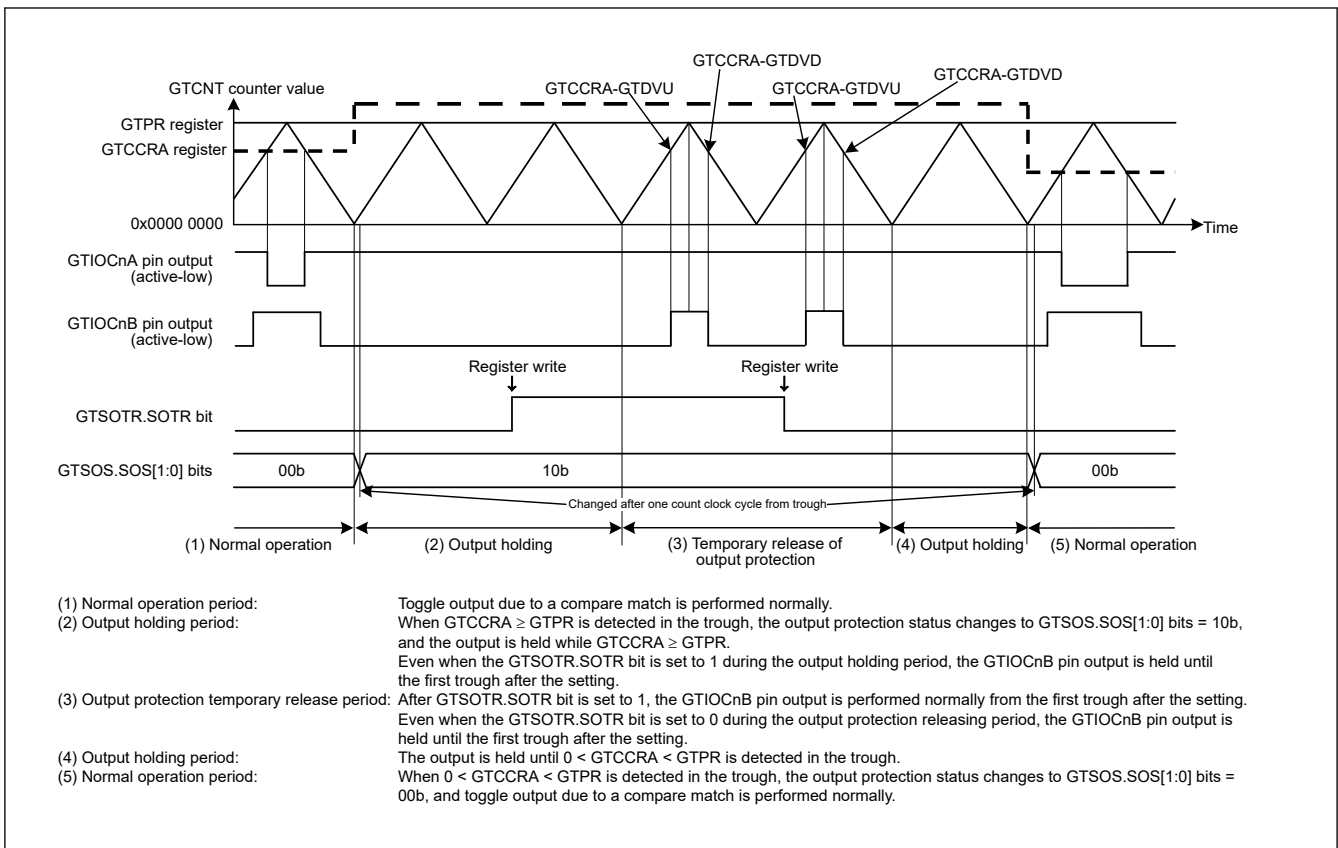 GTCCRA-GTDVD
GTCCRA-GTDVD
GTCNT counter value
GTCCRA-GTDVU
GTCCRA-GTDVU
GTPR register
GTCCRA register
0x0000 0000
Time
GTIOCnA pin output
(active-low)
GTIOCnB pin output
(active-low)
Register write
Register write
GTSOTR.SOTR bit
GTSOS.SOS[1:0] bits
00b
10b
00b
Changed after one count clock cycle from trough
(1) Normal operation
(2) Output holding
(3) Temporary release of
output protection
(4) Output holding
(5) Normal operation
(1) Normal operation period: Toggle output due to a compare match is performed normally.
(2) Output holding period: When GTCCRA ≥ GTPR is detected in the trough, the output protection status changes to GTSOS.SOS[1:0] bits = 10b,
and the output is held while GTCCRA ≥ GTPR.
Even when the GTSOTR.SOTR bit is set to 1 during the output holding period, the GTIOCnB pin output is held until
the first trough after the setting.
(3) Output protection temporary release period: After GTSOTR.SOTR bit is set to 1, the GTIOCnB pin output is performed normally from the first trough after the setting.
Even when the GTSOTR.SOTR bit is set to 0 during the output protection releasing period, the GTIOCnB pin output is
held until the first trough after the setting.
(4) Output holding period: The output is held until 0 < GTCCRA < GTPR is detected in the trough.
(5) Normal operation period: When 0 < GTCCRA < GTPR is detected in the trough, the output protection status changes to GTSOS.SOS[1:0] bits =
00b, and toggle output due to a compare match is performed normally.